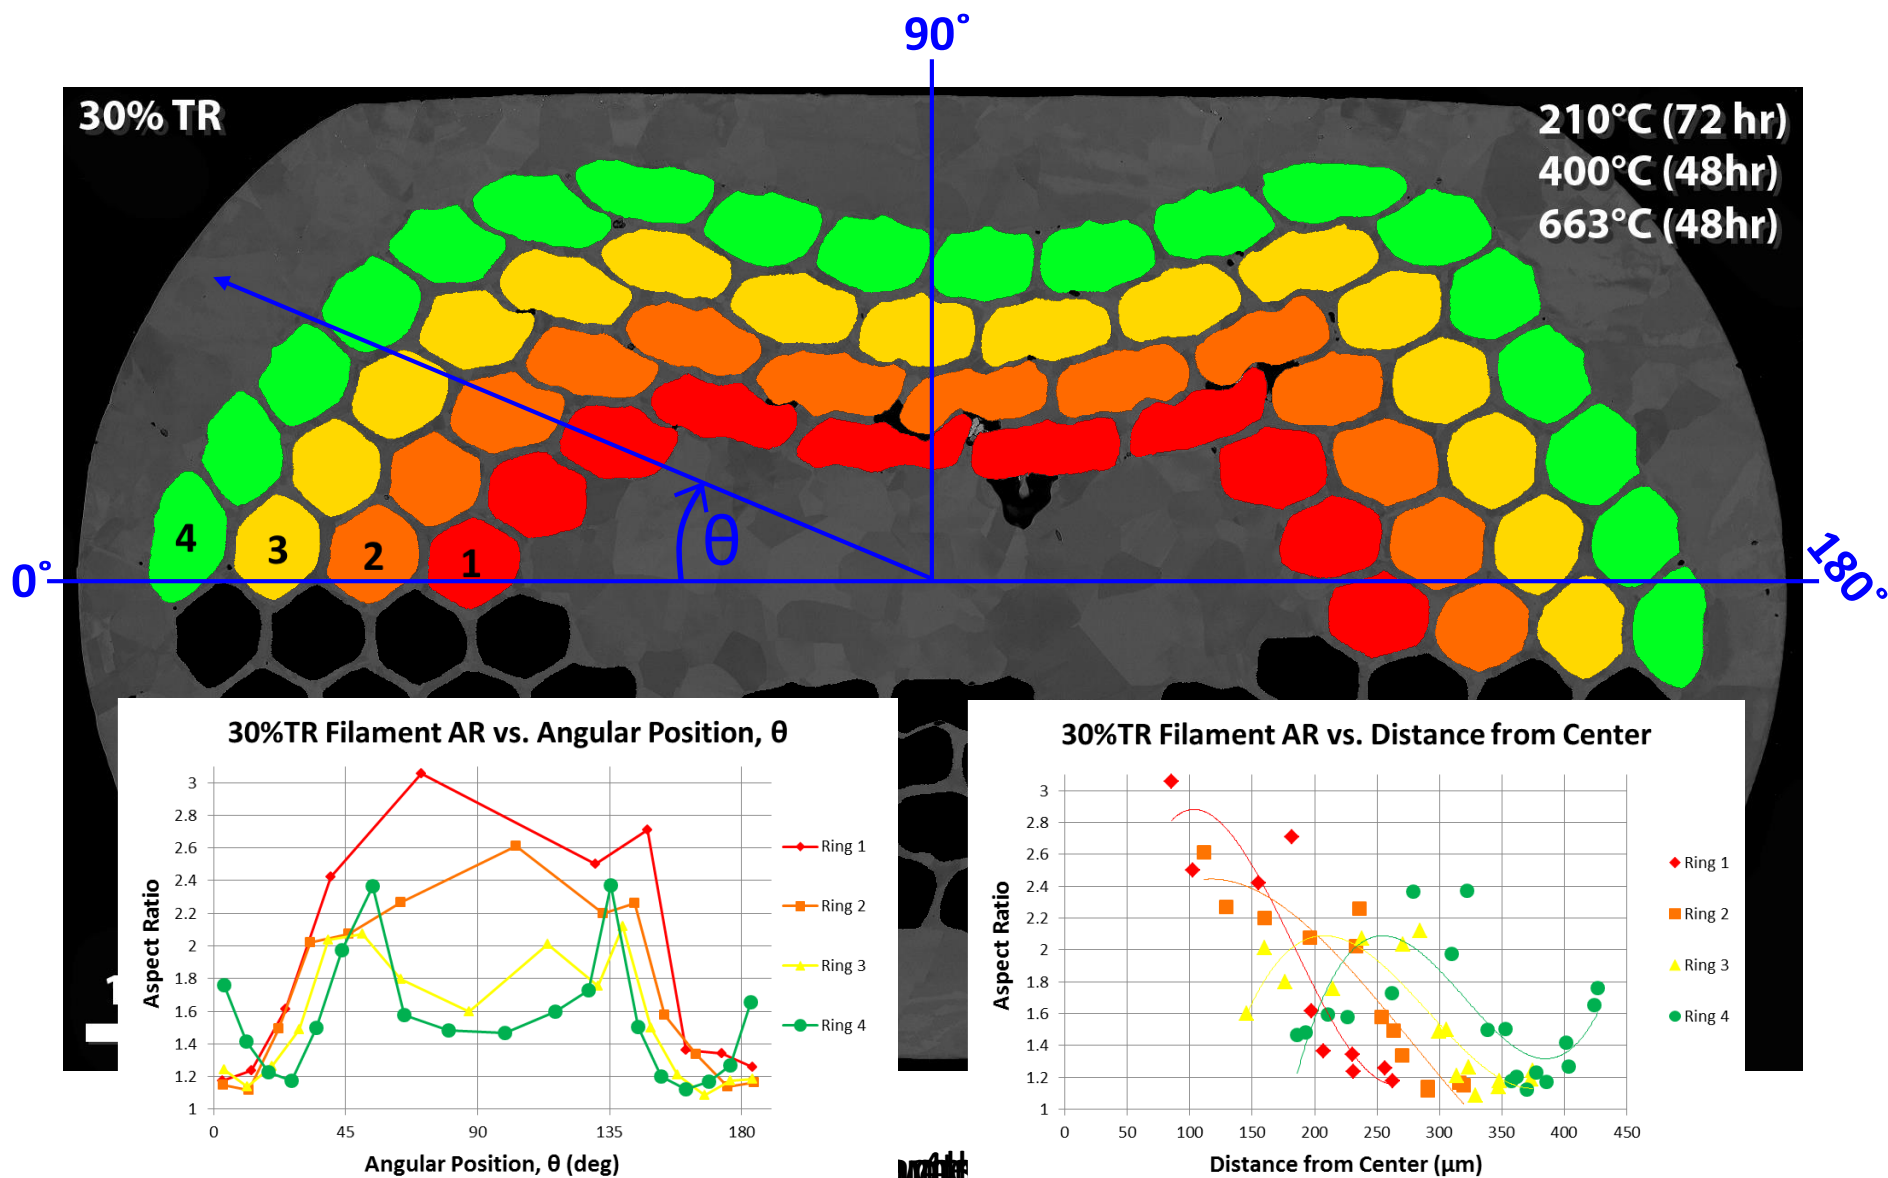 90°
30% TR
210°C (72 hr)
400°C (48hr)
663°C (48hr)
θ
4
3
2
1
0°
180°
30%TR Filament AR vs. Angular Position, θ
3
2.8
2.6
2.4
2.2
2
1.8
1.6
1.4
1.2
1
Aspect Ratio
0
45
90
135
180
Angular Position, θ (deg)
Ring 1
Ring 2
Ring 3
Ring 4
30%TR Filament AR vs. Distance from Center
3
2.8
2.6
2.4
2.2
2
1.8
1.6
1.4
1.2
1
Aspect Ratio
0
50
100
150
200
250
300
350
400
450
Distance from Center (μm)
Ring 1
Ring 2
Ring 3
Ring 4